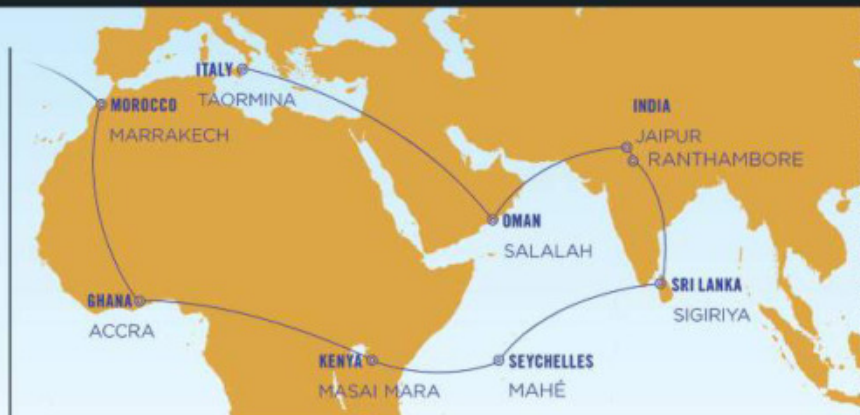 ITALY
TAORMINA
MOROCCO
MARRAKECH
INDIA
JAIPUR
RANTHAMBORE
OMAN
SALALAH
GHANA
ACCRA
SRI LANKA
SIGIRIYA
KENYA
MASAI MARA
SEYCHELLES
MAHÉ